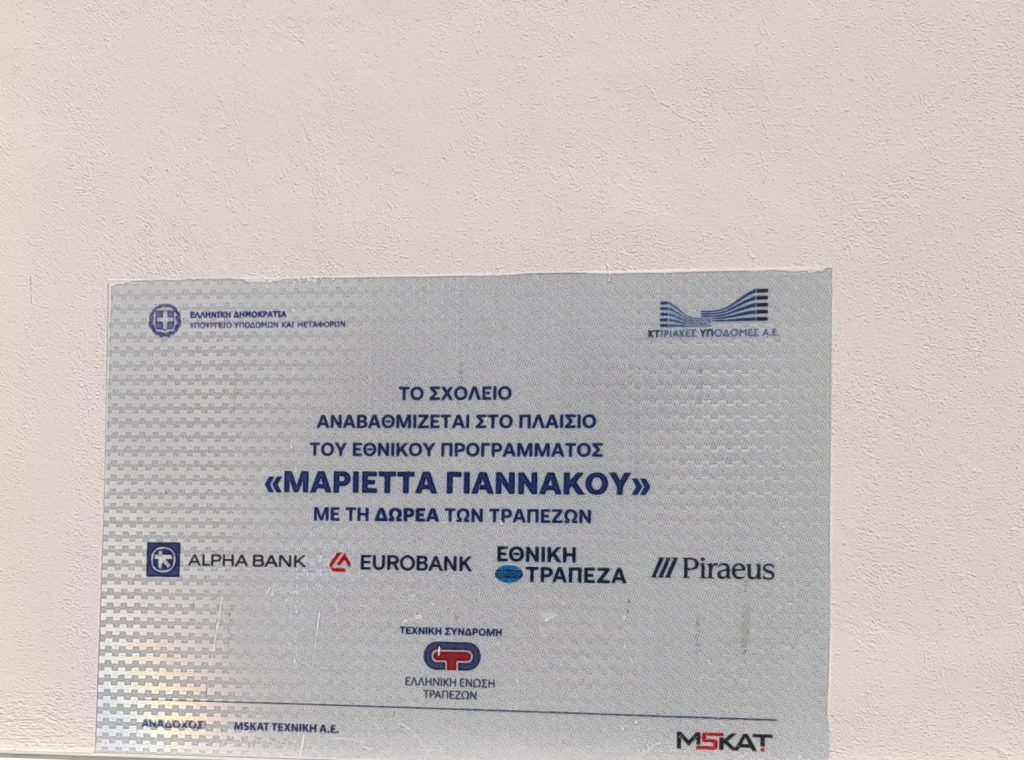 ΕΛΛΗΝΙΚΗ ΔΗΜΟΚΡΑΤΙΑ
ΥΠΟΥΡΓΕΙΟ ΥΠΟΔΟΜΩΝ ΚΑΙ ΜΕΤΑΦΟΡΩΝ
ΚΤΙΡΙΑΚΕΣ ΥΠΟΔΟΜΕΣ Α.Ε.
ΤΟ ΣΧΟΛΕΙΟ
ΑΝΑΒΑΘΜΙΖΕΤΑΙ ΣΤΟ ΠΛΑΙΣΙΟ
ΤΟΥ ΕΘΝΙΚΟΥ ΠΡΟΓΡΑΜΜΑΤΟΣ
«ΜΑΡΙΕΤΤΑ ΓΙΑΝΝΑΚΟΥ»
ΜΕ ΤΗ ΔΩΡΕΑ ΤΩΝ ΤΡΑΠΕΖΩΝ
ALPHA BANK
EUROBANK
ΕΘΝΙΚΗ
ΤΡΑΠΕΖΑ
Piraeus
ΤΕΧΝΙΚΗ ΣΥΝΔΡΟΜΗ
ΕΛΛΗΝΙΚΗ ΕΝΩΣΗ
ΤΡΑΠΕΖΩΝ
ΑΝΑΔΟΧΟΣ: MSKAT ΤΕΧΝΙΚΗ Α.Ε.
MSKAT